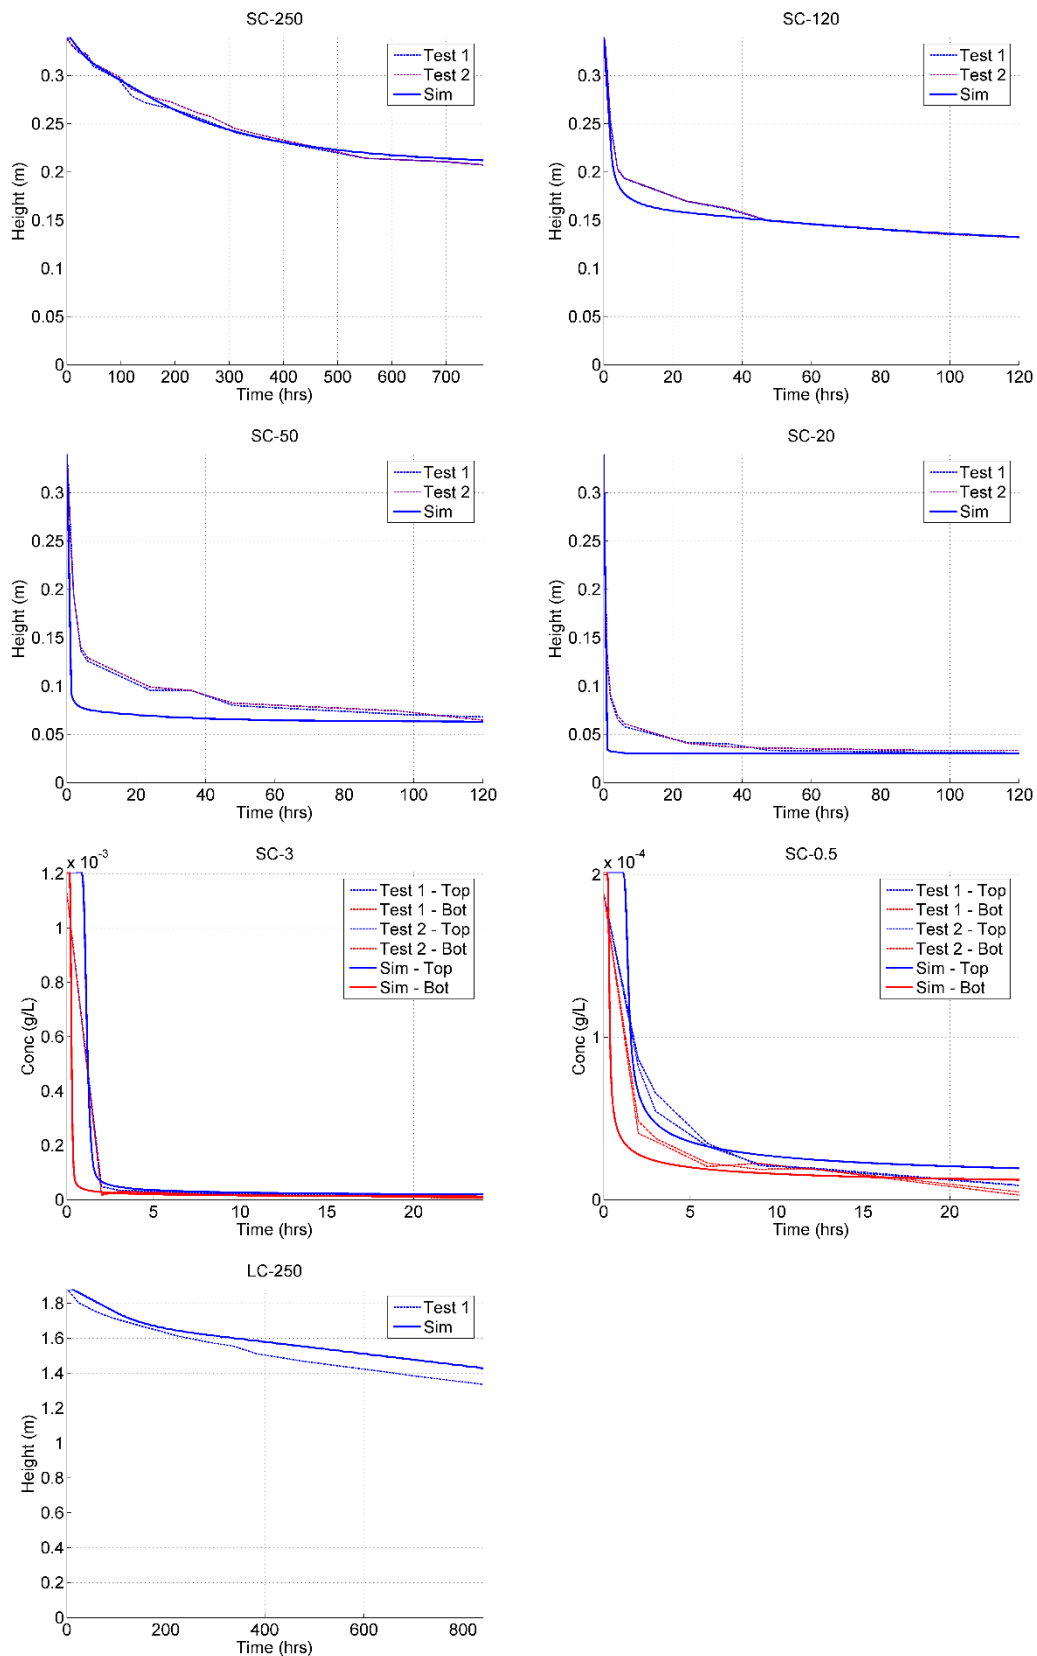 SC-250
Test 1
Test 2
Sim
0.3
0.25
0.2
0.15
0.1
0.05
0
Height (m)
0 100 200 300 400 500 600 700
Time (hrs)
SC-120
Test 1
Test 2
Sim
0.3
0.25
0.2
0.15
0.1
0.05
0
Height (m)
0 20 40 60 80 100 120
Time (hrs)
SC-50
Test 1
Test 2
Sim
0.3
0.25
0.2
0.15
0.1
0.05
0
Height (m)
0 20 40 60 80 100 120
Time (hrs)
SC-20
Test 1
Test 2
Sim
0.3
0.25
0.2
0.15
0.1
0.05
0
Height (m)
0 20 40 60 80 100 120
Time (hrs)
SC-3
x 10^-3
Test 1 - Top
Test 1 - Bot
Test 2 - Top
Test 2 - Bot
Sim - Top
Sim - Bot
1.2
1
0.8
0.6
0.4
0.2
0
Conc (g/L)
0 5 10 15 20
Time (hrs)
SC-0.5
x 10^-4
Test 1 - Top
Test 1 - Bot
Test 2 - Top
Test 2 - Bot
Sim - Top
Sim - Bot
2
1
0
Conc (g/L)
0 5 10 15 20
Time (hrs)
LC-250
Test 1
Sim
1.8
1.6
1.4
1.2
1
0.8
0.6
0.4
0.2
0
Height (m)
0 200 400 600 800
Time (hrs)